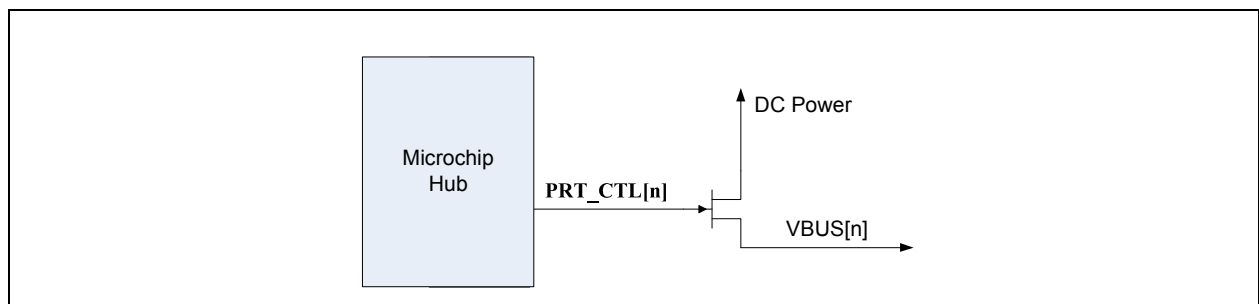 DC Power
Microchip
Hub
PRT_CTL[n]
VBUS[n]